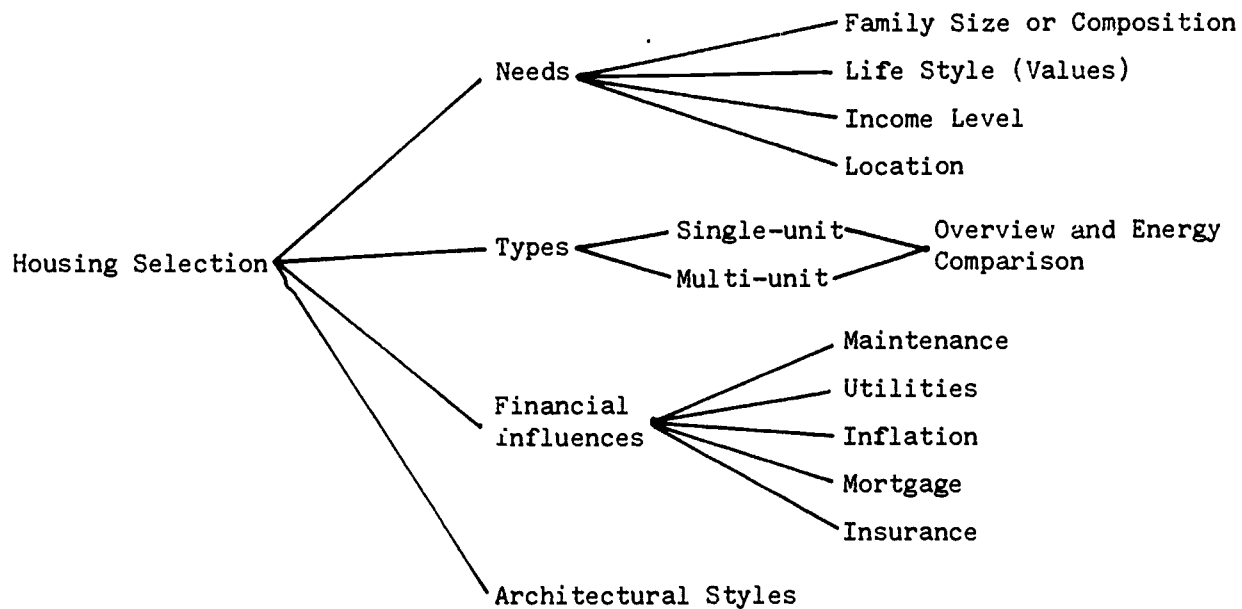 Family Size or Composition
Needs
Life Style (Values)
Income Level
Location
Housing Selection
Types
Single-unit
Multi-unit
Overview and Energy
Comparison
Financial
influences
Maintenance
Utilities
Inflation
Mortgage
Insurance
Architectural Styles